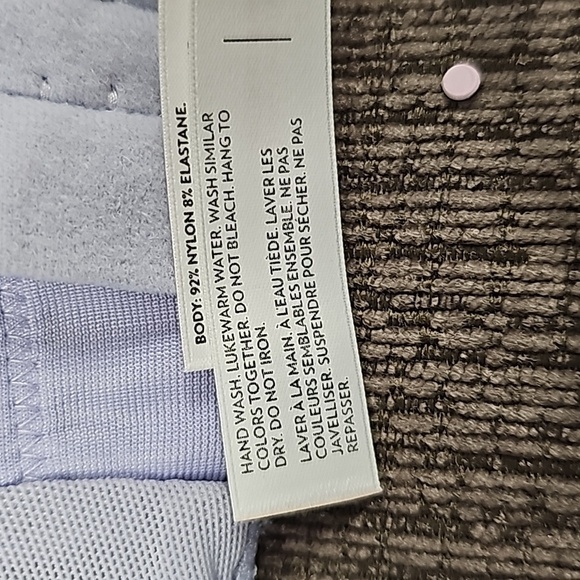 BODY: 92% NYLON 8% ELASTANE.
HAND WASH. LUKEWARM WATER. WASH SIMILAR
COLORS TOGETHER. DO NOT BLEACH. HANG TO
DRY. DO NOT IRON.
LAVER À LA MAIN. À L'EAU TIÈDE. LAVER LES
COULEURS SEMBLABLES ENSEMBLE. NE PAS
JAVELLISER. SUSPENDRE POUR SÉCHER. NE PAS
REPASSER.